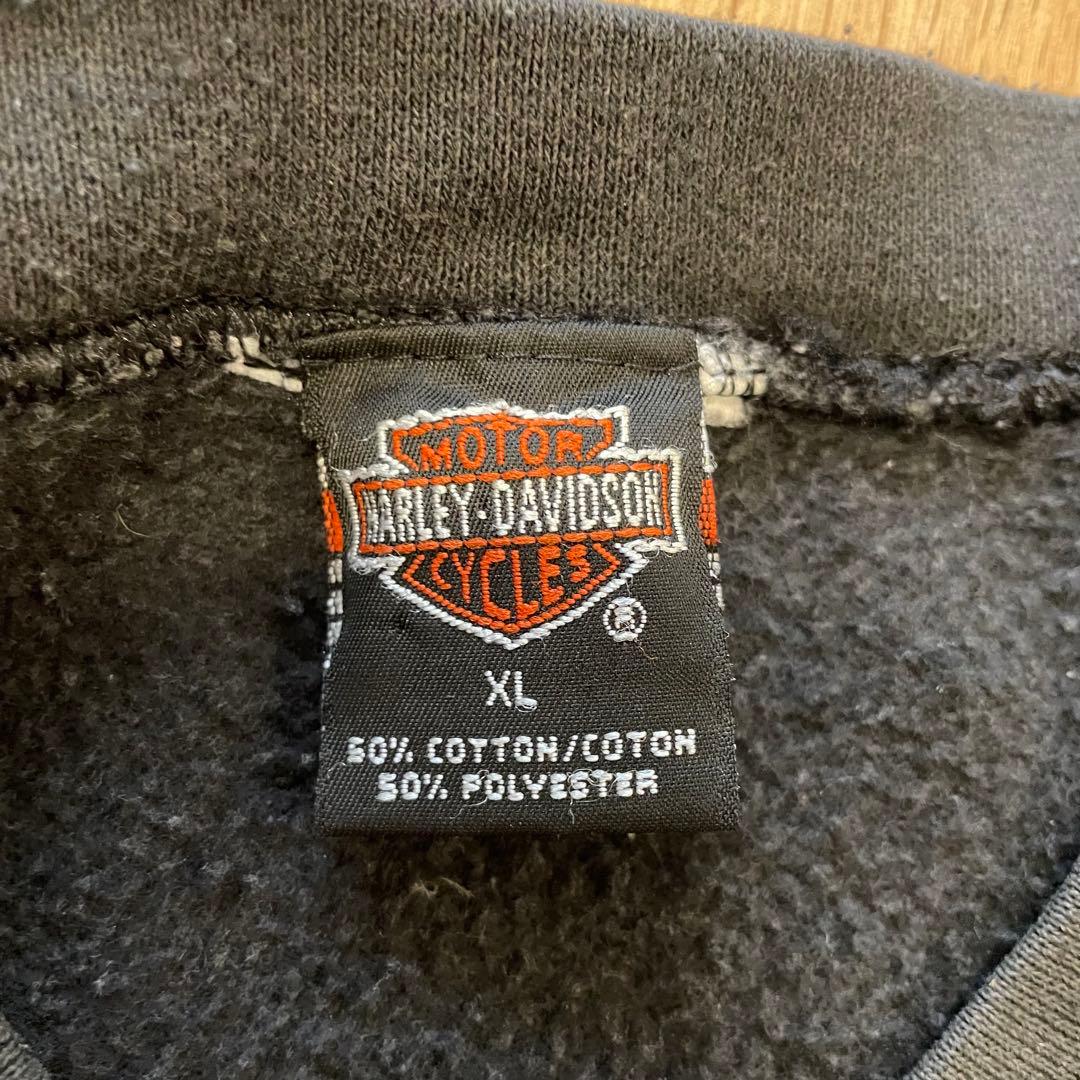 MOTOR
HARLEY-DAVIDSON
CYCLES
®
XL
50% COTTON/COTON
50% POLYESTER